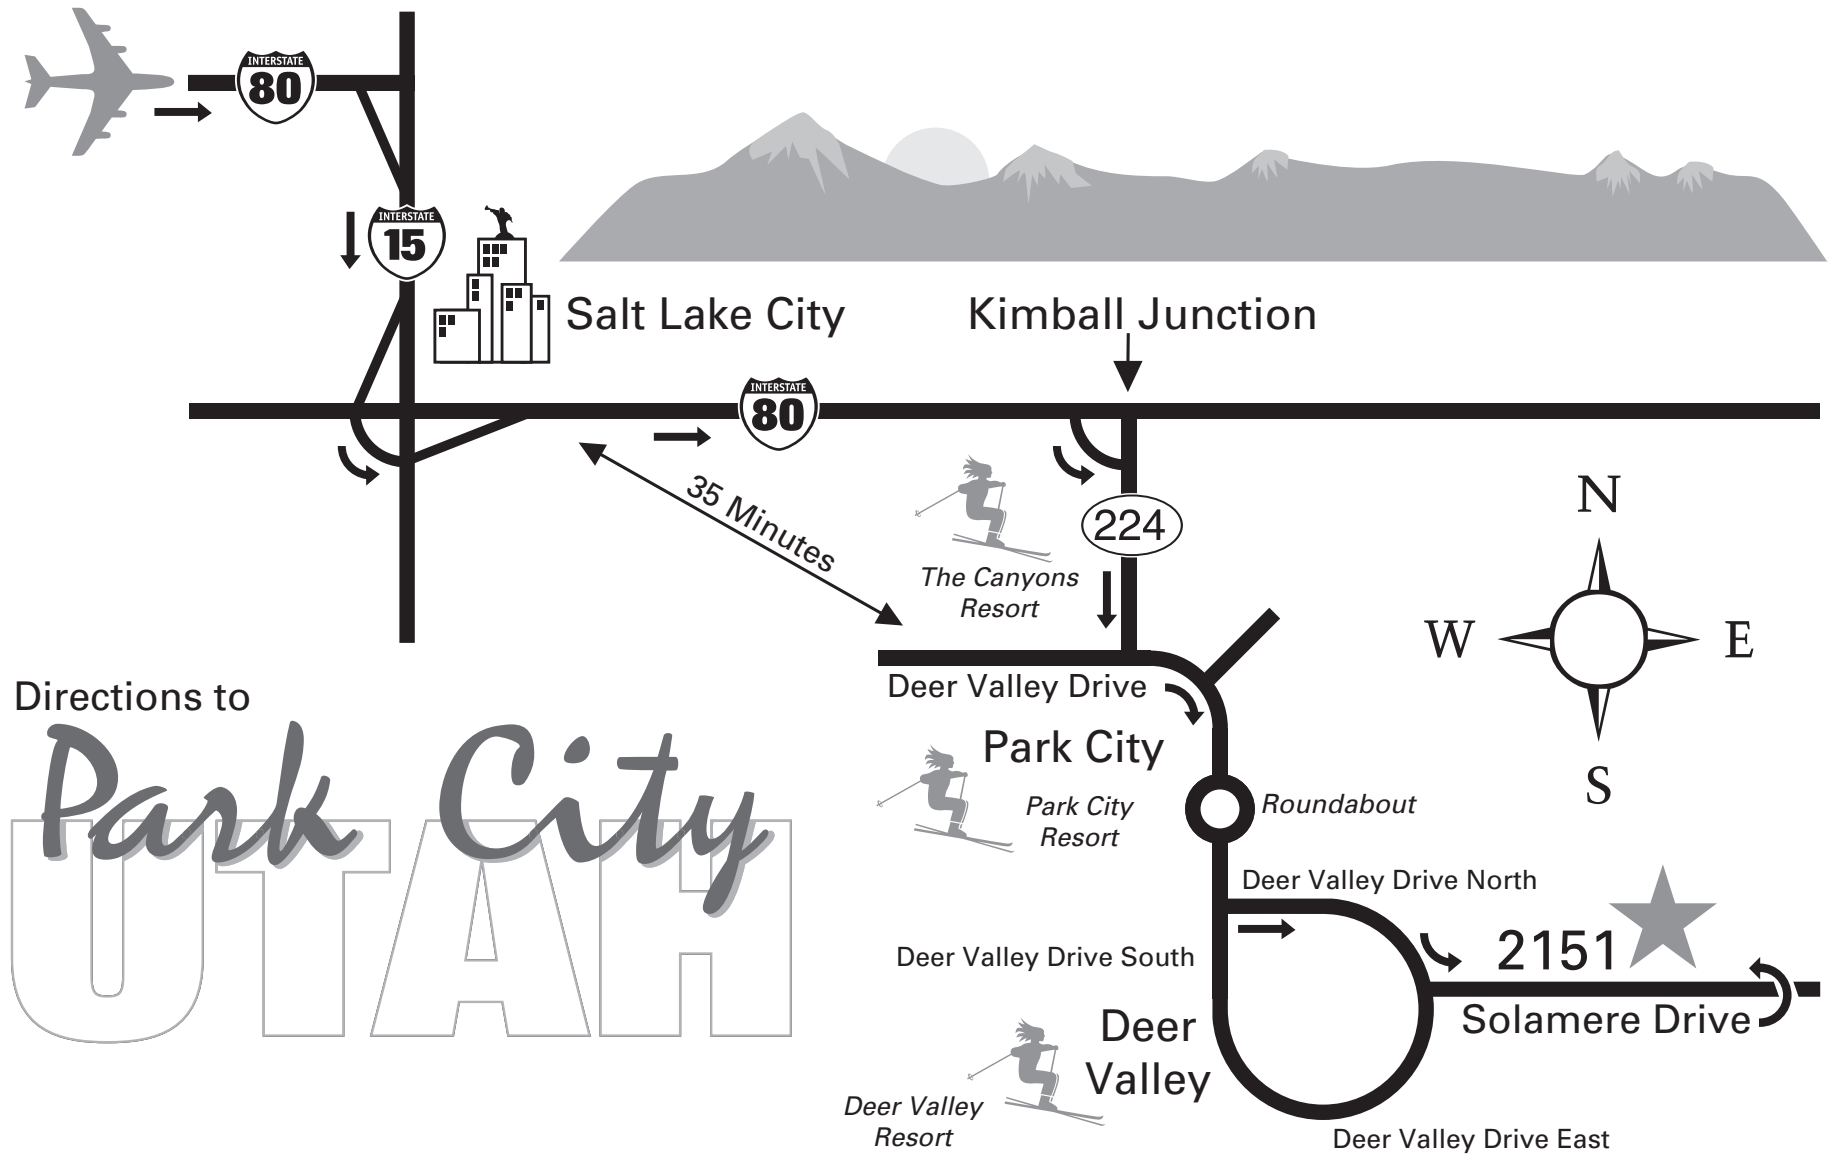 INTERSTATE
80
INTERSTATE
15
Salt Lake City
Kimball Junction
INTERSTATE
80
35 Minutes
224
The Canyons
Resort
N
W
E
S
Directions to
Park City
UTAH
Deer Valley Drive
Park City
Park City
Resort
Roundabout
Deer Valley Drive North
2151
Deer Valley Drive South
Solamere Drive
Deer
Valley
Deer Valley
Resort
Deer Valley Drive East